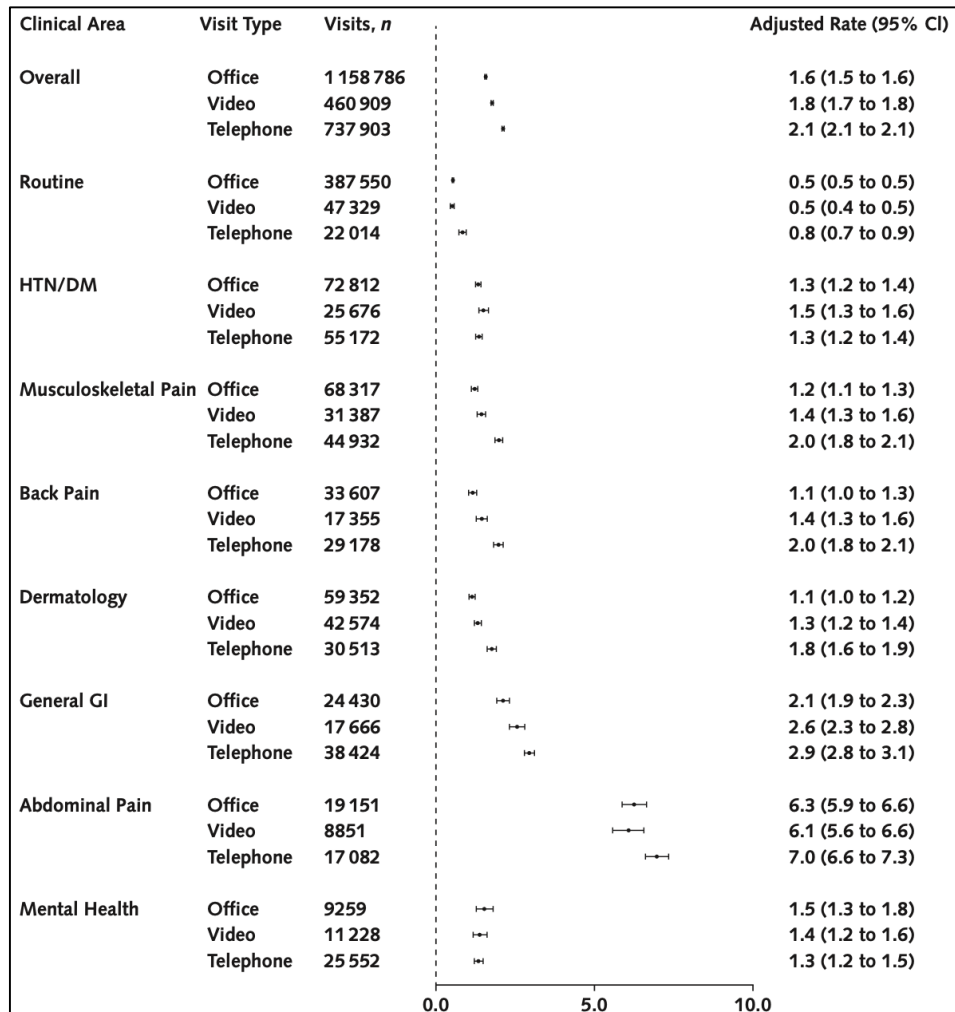 Clinical Area Visit Type Visits, n Adjusted Rate (95% CI)
Overall Office 1 158 786 1.6 (1.5 to 1.6)
Video 460 909 1.8 (1.7 to 1.8)
Telephone 737 903 2.1 (2.1 to 2.1)
Routine Office 387 550 0.5 (0.5 to 0.5)
Video 47 329 0.5 (0.4 to 0.5)
Telephone 22 014 0.8 (0.7 to 0.9)
HTN/DM Office 72 812 1.3 (1.2 to 1.4)
Video 25 676 1.5 (1.3 to 1.6)
Telephone 55 172 1.3 (1.2 to 1.4)
Musculoskeletal Pain Office 68 317 1.2 (1.1 to 1.3)
Video 31 387 1.4 (1.3 to 1.6)
Telephone 44 932 2.0 (1.8 to 2.1)
Back Pain Office 33 607 1.1 (1.0 to 1.3)
Video 17 355 1.4 (1.3 to 1.6)
Telephone 29 178 2.0 (1.8 to 2.1)
Dermatology Office 59 352 1.1 (1.0 to 1.2)
Video 42 574 1.3 (1.2 to 1.4)
Telephone 30 513 1.8 (1.6 to 1.9)
General GI Office 24 430 2.1 (1.9 to 2.3)
Video 17 666 2.6 (2.3 to 2.8)
Telephone 38 424 2.9 (2.8 to 3.1)
Abdominal Pain Office 19 151 6.3 (5.9 to 6.6)
Video 8851 6.1 (5.6 to 6.6)
Telephone 17 082 7.0 (6.6 to 7.3)
Mental Health Office 9259 1.5 (1.3 to 1.8)
Video 11 228 1.4 (1.2 to 1.6)
Telephone 25 552 1.3 (1.2 to 1.5)
0.0 5.0 10.0